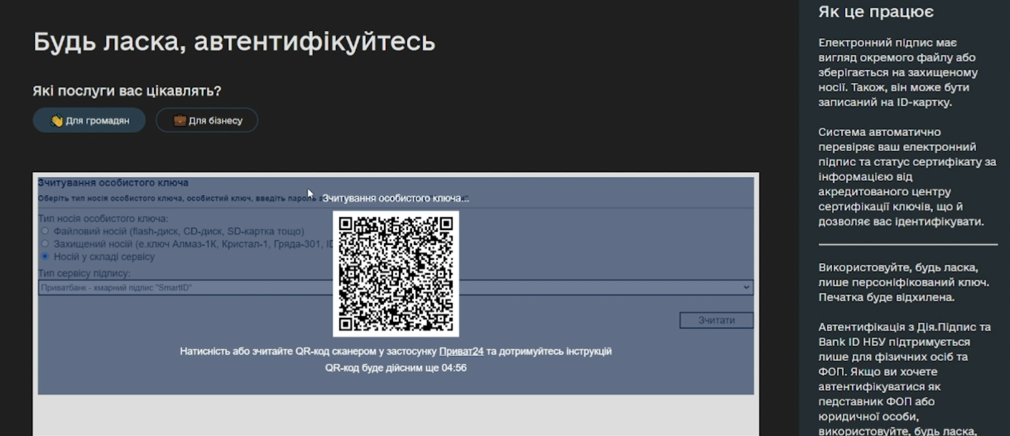 Будь ласка, автентифікуйтесь
Які послуги вас цікавлять?
Для громадян
Для бізнесу
Зчитування особистого ключа
Оберіть тип носія особистого ключа, особистий ключ, введіть пароль
Зчитування особистого ключа...
Тип носія особистого ключа:
Файловий носій (flash-диск, CD-диск, SD-картка тощо)
Захищений носій (е.ключ Алмаз-1К, Кристал-1, Гряда-301,
Носій у складі сервісу
Тип сервісу підпису:
Приватбанк - хмарний підпис "SmartID"
Зчитати
Натисність або зчитайте QR-код сканером у застосунку Приват24 та дотримуйтесь інструкцій
QR-код буде дійсним ще 04:56
Як це працює
Електронний підпис має
вигляд окремого файлу або
зберігається на захищеному
носії. Також, він може бути
записаний на ID-картку.
Система автоматично
перевіряє ваш електронний
підпис та статус сертифікату за
інформацією від
акредитованого центру
сертифікації ключів, що й
дозволяє вас ідентифікувати.
Використовуйте, будь ласка,
лише персоніфікований ключ.
Печатка буде відхилена.
Автентифікація з Дія.Підпис та
Bank ID НБУ підтримується
лише для фізичних осіб та
ФОП. Якщо ви хочете
автентифікуватися як
педставник ФОП або
юридичної особи,
використовуйте, будь ласка,